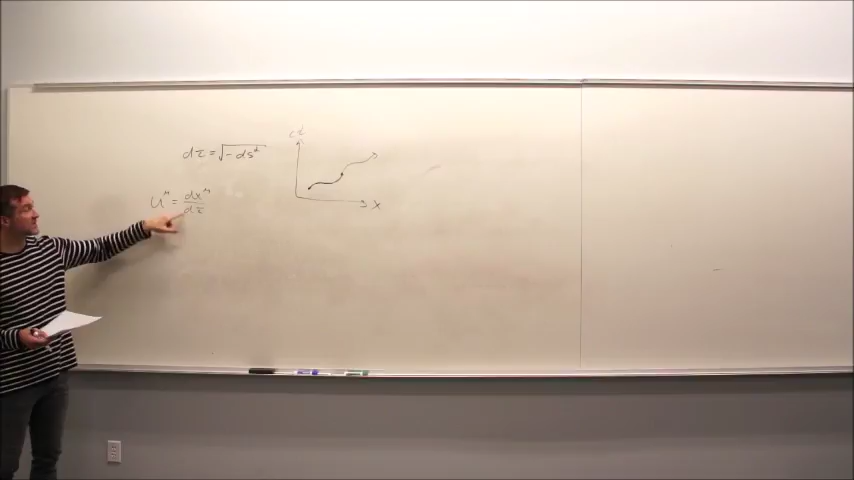 dτ = √-ds²
U^μ = dx^μ/dτ
ct
x